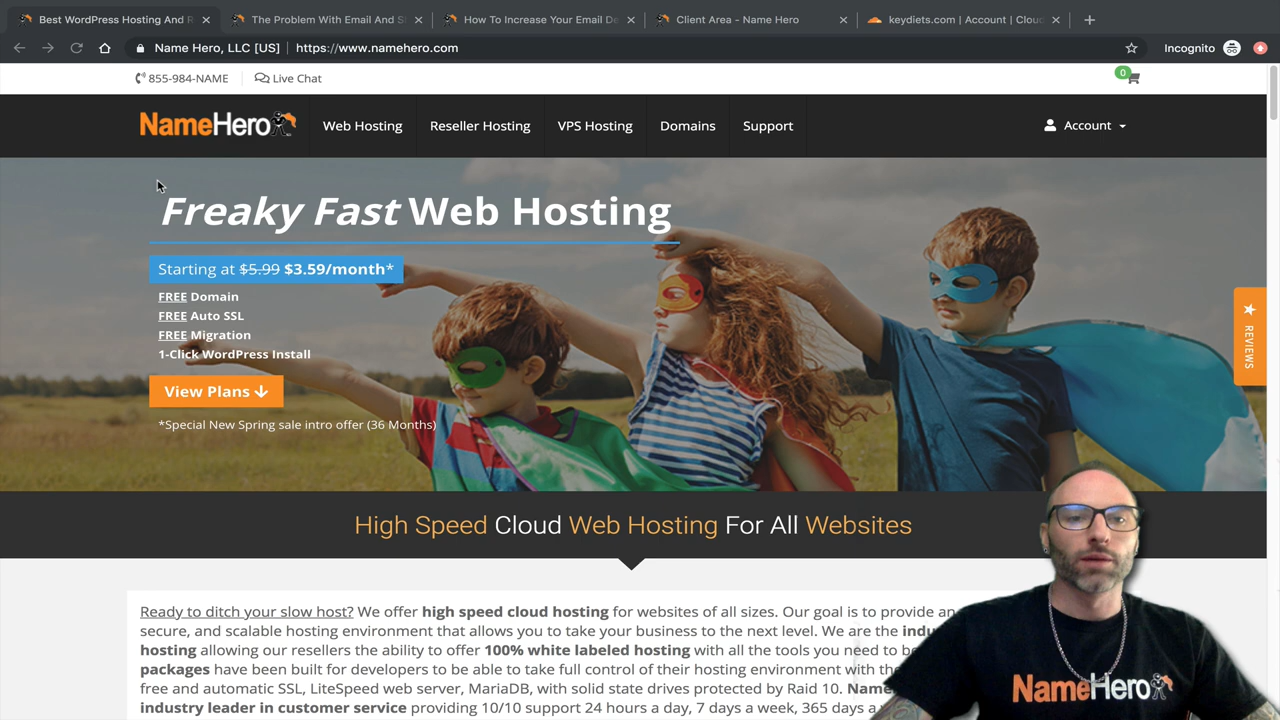 Best WordPress Hosting And R
The Problem With Email And S
How To Increase Your Email De
Client Area - Name Hero
keydiets.com | Account | Clou
Name Hero, LLC [US] | https://www.namehero.com
Incognito
855-984-NAME
Live Chat
0
NameHero
Web Hosting
Reseller Hosting
VPS Hosting
Domains
Support
Account
Freaky Fast Web Hosting
Starting at $5.99 $3.59/month*
FREE Domain
FREE Auto SSL
FREE Migration
1-Click WordPress Install
View Plans
*Special New Spring sale intro offer (36 Months)
REVIEWS
High Speed Cloud Web Hosting For All Websites
Ready to ditch your slow host? We offer high speed cloud hosting for websites of all sizes. Our goal is to provide
secure, and scalable hosting environment that allows you to take your business to the next level. We are the
hosting allowing our resellers the ability to offer 100% white labeled hosting with all the tools you need to
packages have been built for developers to be able to take full control of their hosting environment with
free and automatic SSL, LiteSpeed web server, MariaDB, with solid state drives protected by Raid 10.
industry leader in customer service providing 10/10 support 24 hours a day, 7 days a week, 365 days
NameHero